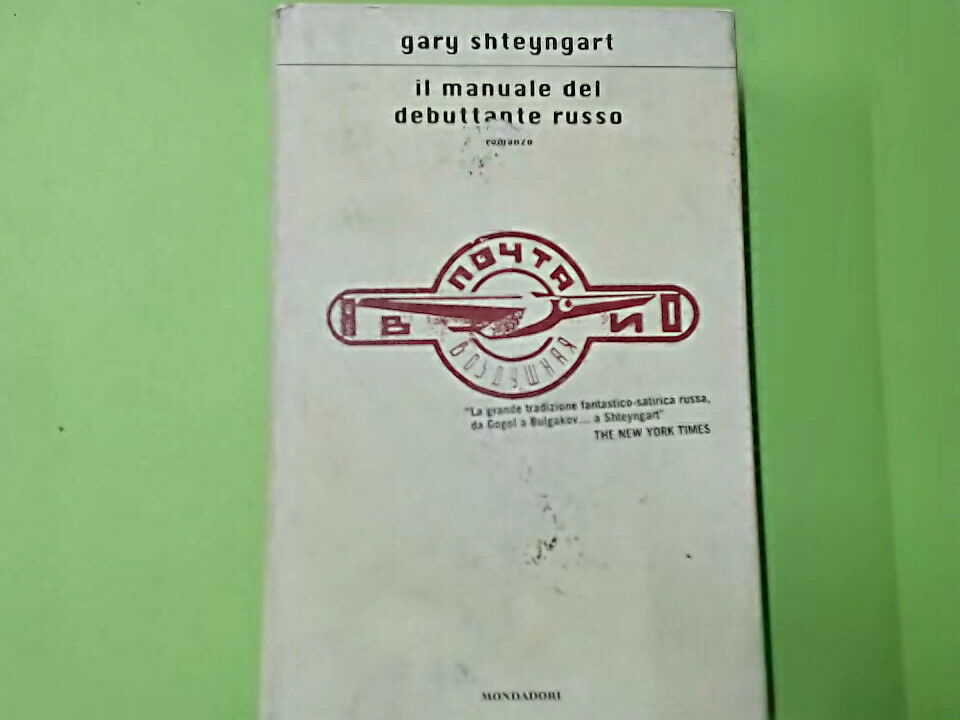 gary shteyngart
il manuale del
debuttante russo
romanzo
ПОЧТА
АВИО
ВОЗДУШНАЯ
"La grande tradizione fantastico-satirica russa,
da Gogol a Bulgakov.... a Shteyngart"
THE NEW YORK TIMES
MONDADORI